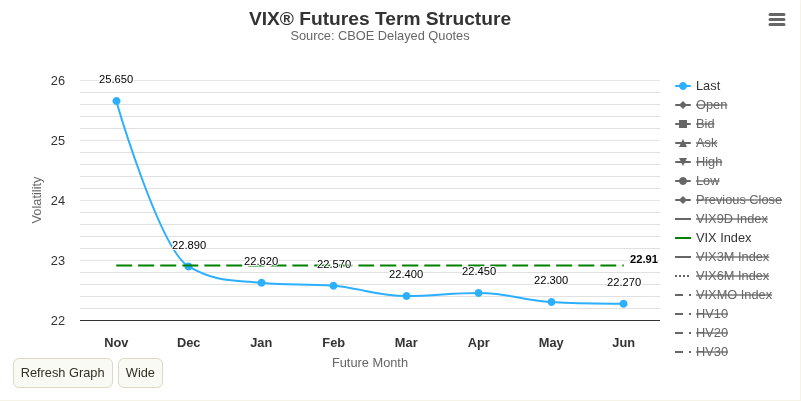 VIX® Futures Term Structure
Source: CBOE Delayed Quotes
Volatility
26
25
24
23
22
25.650
22.890
22.620
22.570
22.400
22.450
22.300
22.270
22.91
Nov Dec Jan Feb Mar Apr May Jun
Future Month
Last
Open
Bid
Ask
High
Low
Previous Close
VIX9D Index
VIX Index
VIX3M Index
VIX6M Index
VIXMO Index
HV10
HV20
HV30
Refresh Graph Wide